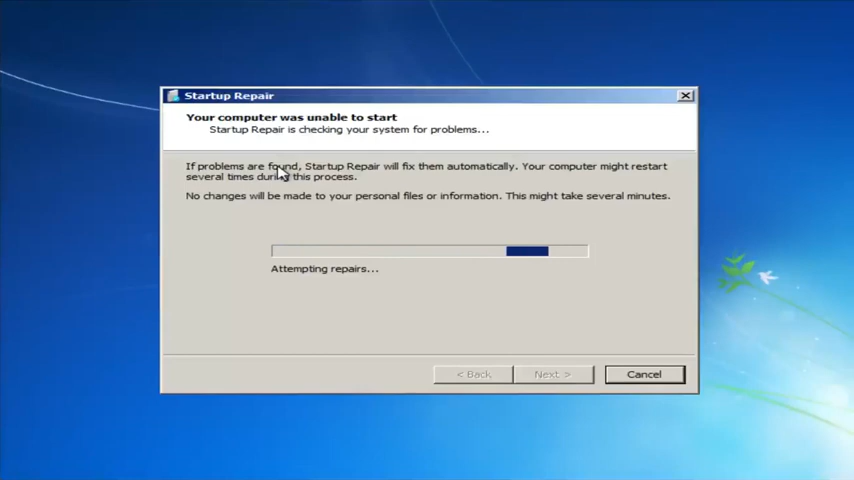 Startup Repair
Your computer was unable to start
Startup Repair is checking your system for problems...
If problems are found, Startup Repair will fix them automatically. Your computer might restart
several times during this process.
No changes will be made to your personal files or information. This might take several minutes.
Attempting repairs...
< Back Next > Cancel